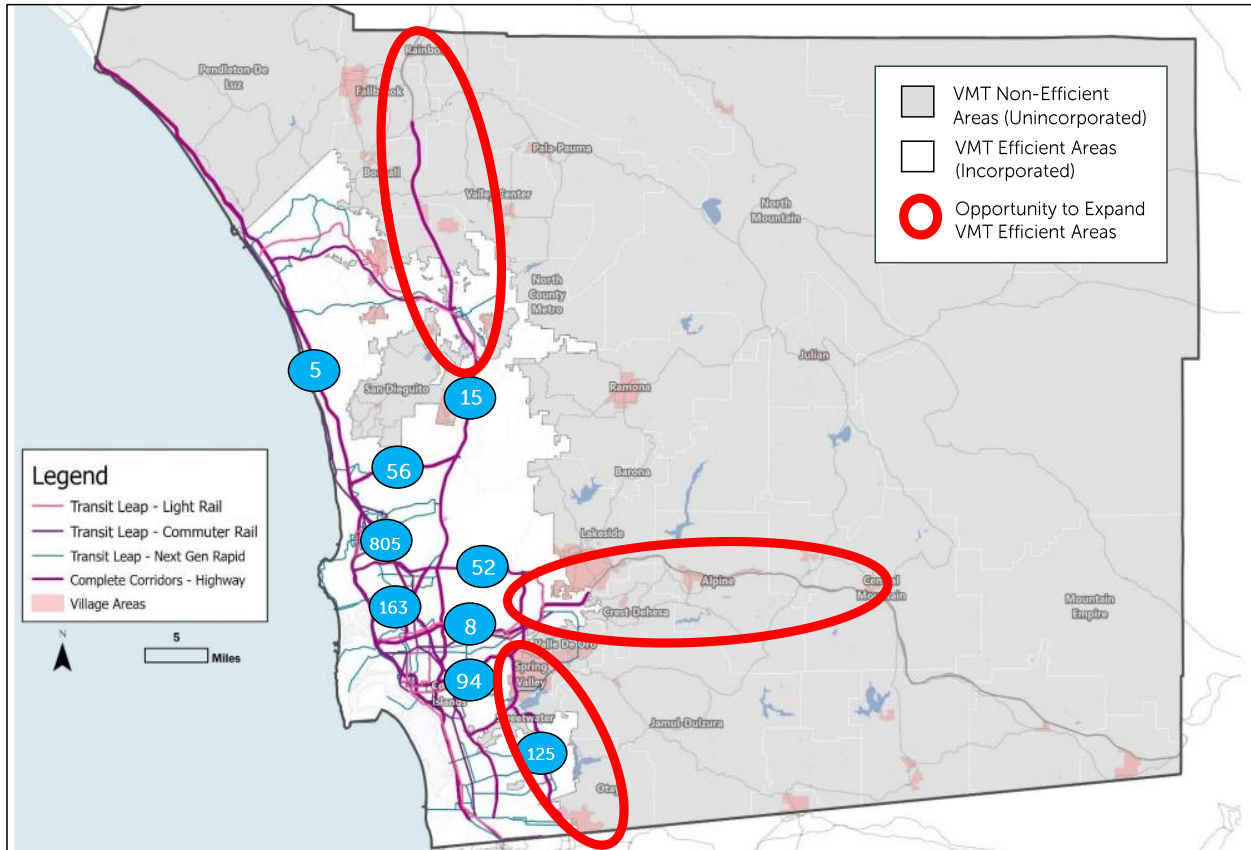 Rainbow
Pendleton-De
Luz
Fallbrook
Pala-Pauma
Bonsall
Valley Center
North
Mountain
North
County
Metro
Julian
San Dieguito
Ramona
Barona
Lakeside
Alpine
Central
Mountain
Crest-Dehesa
Mountain
Empire
Valle De Oro
Spring
Valley
Islands
Sweetwater
Jamul-Dulzura
Otay
5
15
56
805
52
163
8
94
125
VMT Non-Efficient
Areas (Unincorporated)
VMT Efficient Areas
(Incorporated)
Opportunity to Expand
VMT Efficient Areas
Legend
Transit Leap - Light Rail
Transit Leap - Commuter Rail
Transit Leap - Next Gen Rapid
Complete Corridors - Highway
Village Areas
N
5
Miles